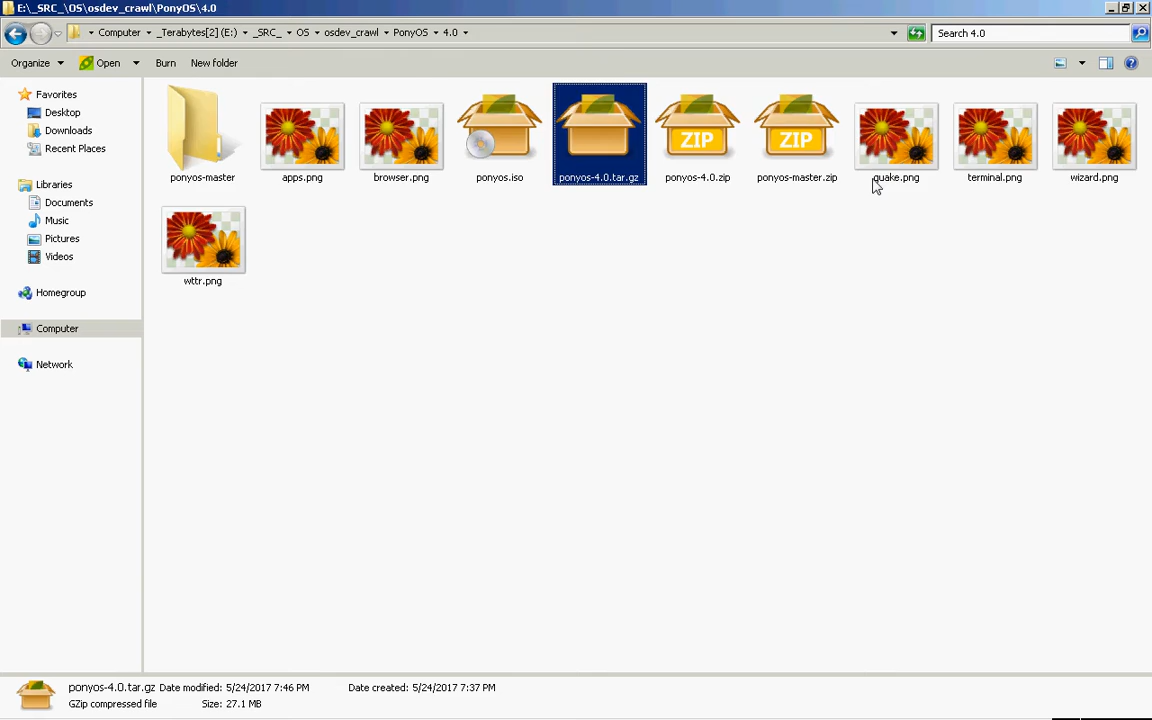 E:\_SRC_\OS\osdev_crawl\PonyOS\4.0
Computer _Terabytes[2] (E:) _SRC_ OS osdev_crawl PonyOS 4.0
Search 4.0
Organize Open Burn New folder
Favorites
Desktop
Downloads
Recent Places
Libraries
Documents
Music
Pictures
Videos
Homegroup
Computer
Network
ZIP ZIP
ponyos-master apps.png browser.png ponyos.iso ponyos-4.0.tar.gz ponyos-4.0.zip ponyos-master.zip quake.png terminal.png wizard.png
wttr.png
ponyos-4.0.tar.gz Date modified: 5/24/2017 7:46 PM Date created: 5/24/2017 7:37 PM
GZip compressed file Size: 27.1 MB